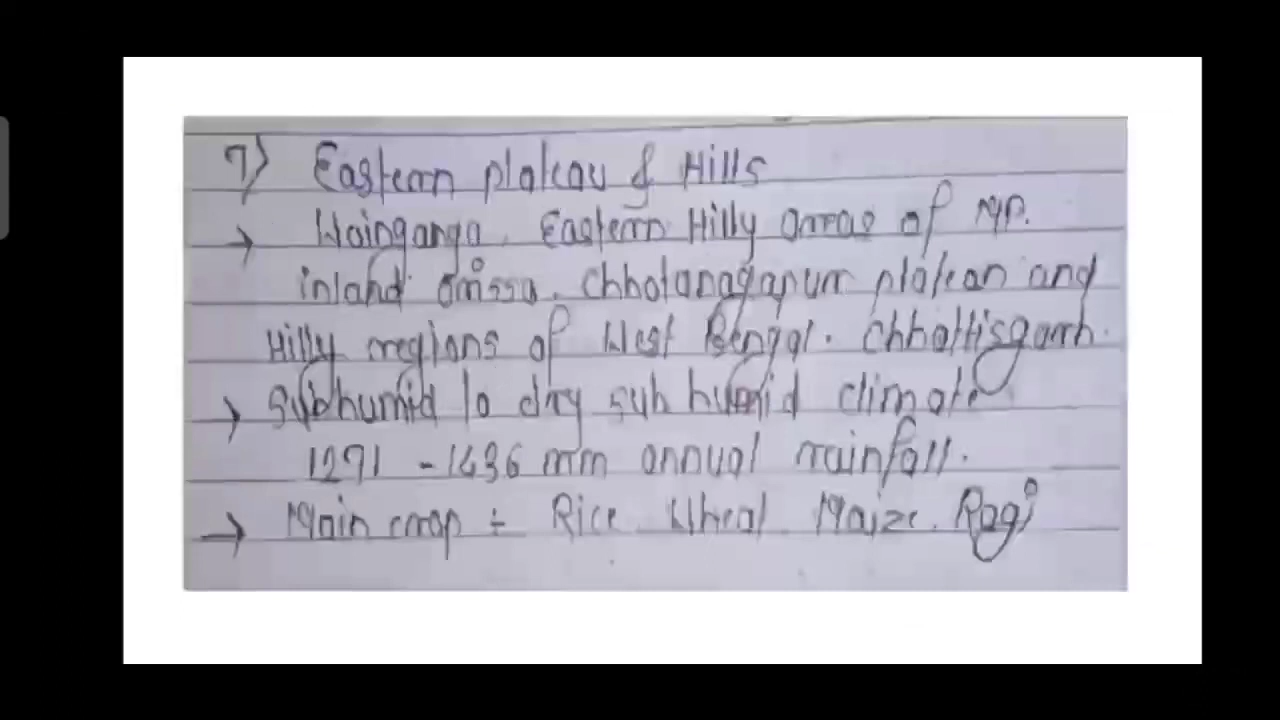 7) Eastern plateau & Hills
→ Wainganga, Eastern Hilly areas of M.P.
inland Orissa, Chhotanagapur plateau and
Hilly regions of West Bengal. Chhattisgarh.
→ Subhumid to dry sub humid climate
1271 - 1436 mm annual rainfall.
→ Main crop ÷ Rice, Wheat, Maize, Ragi